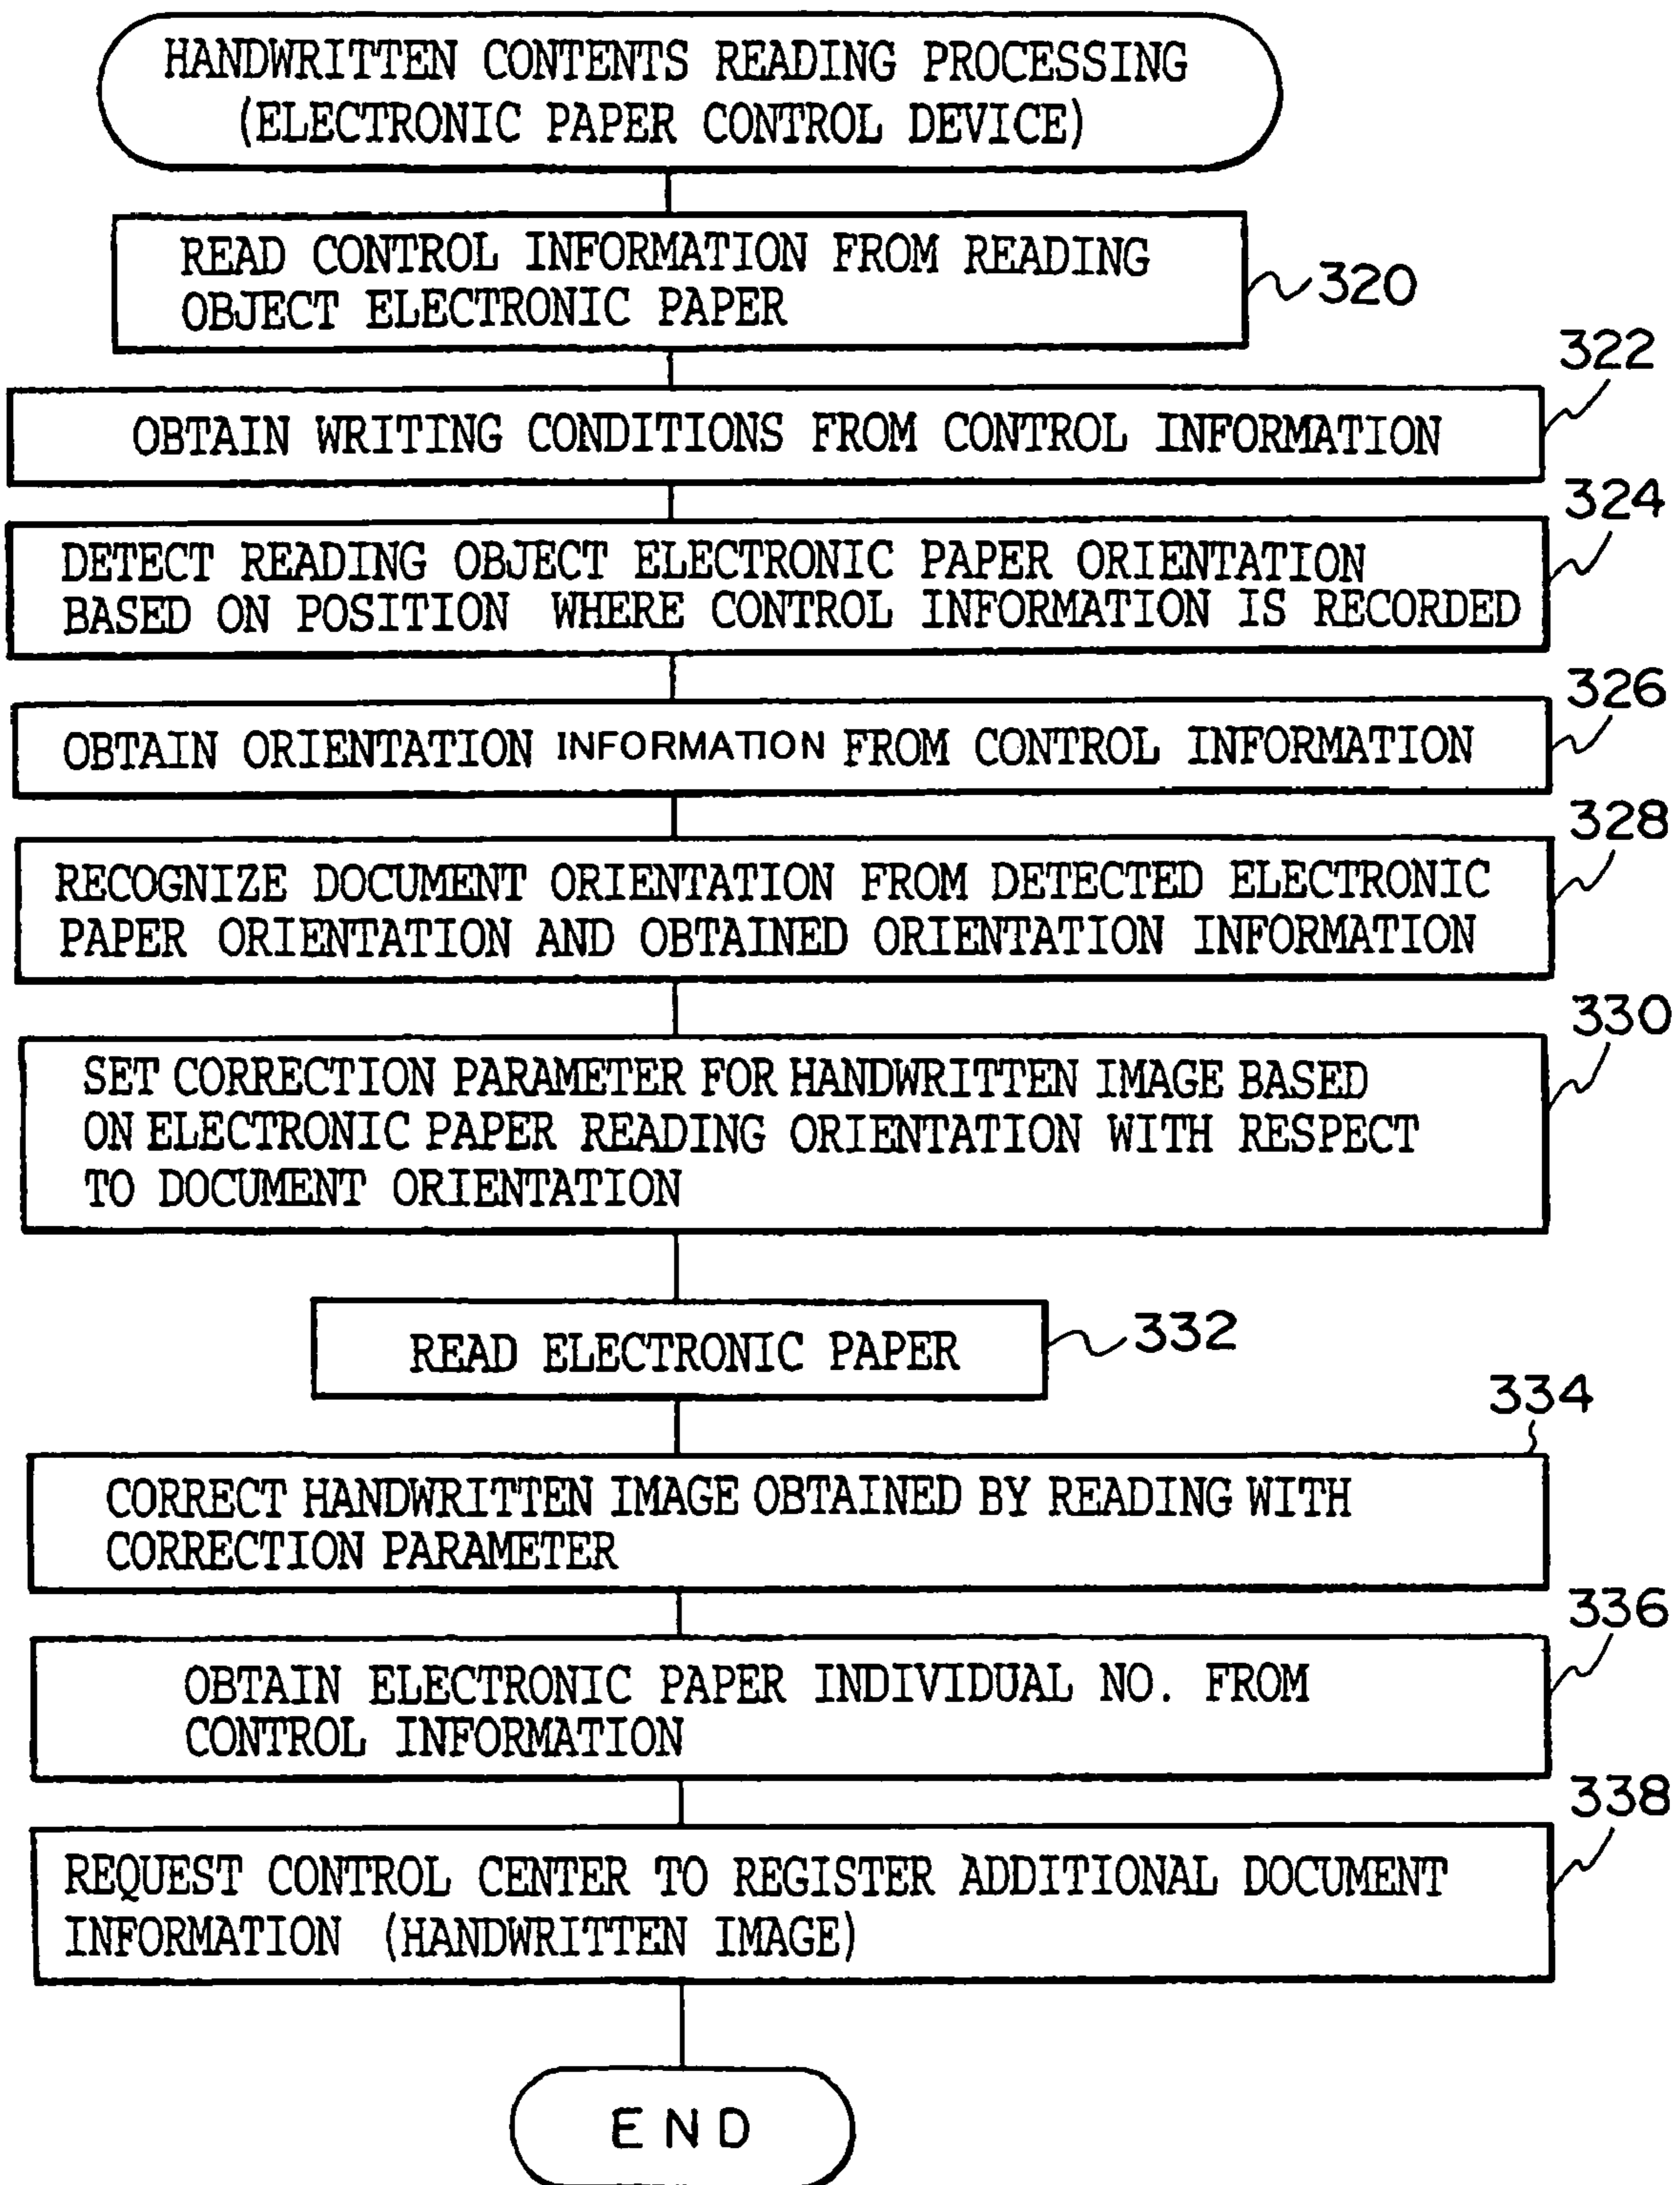 HANDWRITTEN CONTENTS READING PROCESSING
(ELECTRONIC PAPER CONTROL DEVICE)
READ CONTROL INFORMATION FROM READING
OBJECT ELECTRONIC PAPER
320
322
OBTAIN WRITING CONDITIONS FROM CONTROL INFORMATION
324
DETECT READING OBJECT ELECTRONIC PAPER ORIENTATION
BASED ON POSITION WHERE CONTROL INFORMATION IS RECORDED
326
OBTAIN ORIENTATION INFORMATION FROM CONTROL INFORMATION
328
RECOGNIZE DOCUMENT ORIENTATION FROM DETECTED ELECTRONIC
PAPER ORIENTATION AND OBTAINED ORIENTATION INFORMATION
330
SET CORRECTION PARAMETER FOR HANDWRITTEN IMAGE BASED
ON ELECTRONIC PAPER READING ORIENTATION WITH RESPECT
TO DOCUMENT ORIENTATION
READ ELECTRONIC PAPER
332
334
CORRECT HANDWRITTEN IMAGE OBTAINED BY READING WITH
CORRECTION PARAMETER
336
OBTAIN ELECTRONIC PAPER INDIVIDUAL NO. FROM
CONTROL INFORMATION
338
REQUEST CONTROL CENTER TO REGISTER ADDITIONAL DOCUMENT
INFORMATION (HANDWRITTEN IMAGE)
END